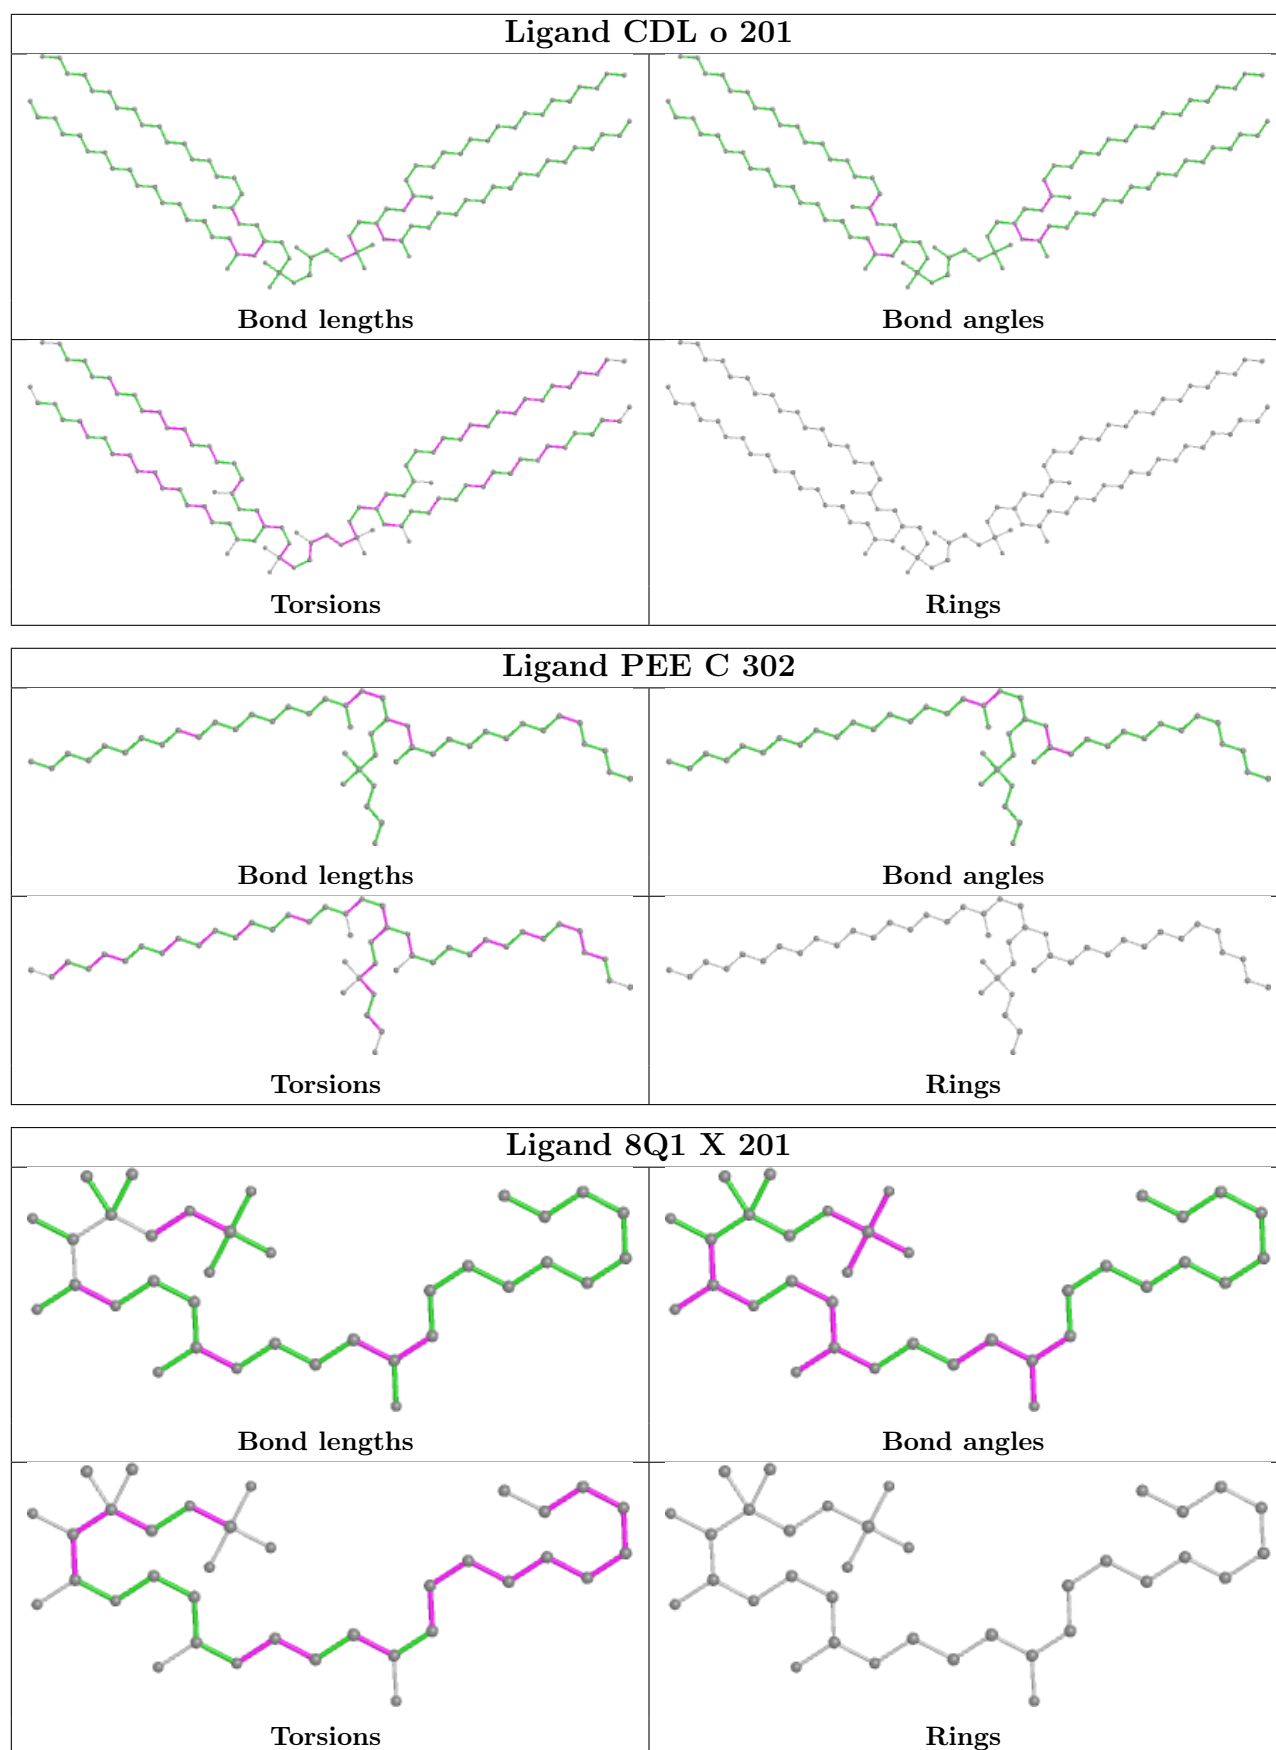 Ligand CDL o 201
Bond lengths
Bond angles
Torsions
Rings
Ligand PEE C 302
Bond lengths
Bond angles
Torsions
Rings
Ligand 8Q1 X 201
Bond lengths
Bond angles
Torsions
Rings